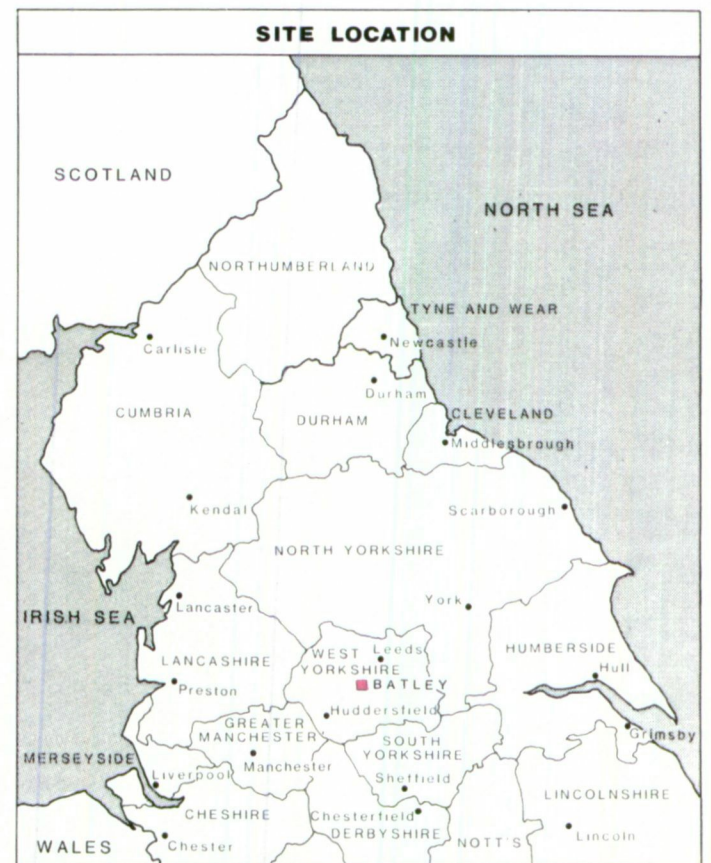 SITE LOCATION
SCOTLAND
NORTH SEA
NORTHUMBERLAND
TYNE AND WEAR
Newcastle
Carlisle
Durham
CUMBRIA
DURHAM
CLEVELAND
Middlesbrough
Kendal
Scarborough
NORTH YORKSHIRE
York
Lancaster
IRISH SEA
WEST
YORKSHIRE
Leeds
HUMBERSIDE
Hull
LANCASHIRE
Preston
BATLEY
Huddersfield
GREATER
MANCHESTER
Manchester
SOUTH
YORKSHIRE
Grimsby
MERSEYSIDE
Liverpool
Sheffield
LINCOLNSHIRE
CHESHIRE
Chesterfield
DERBYSHIRE
NOTT'S
Lincoln
WALES
Chester